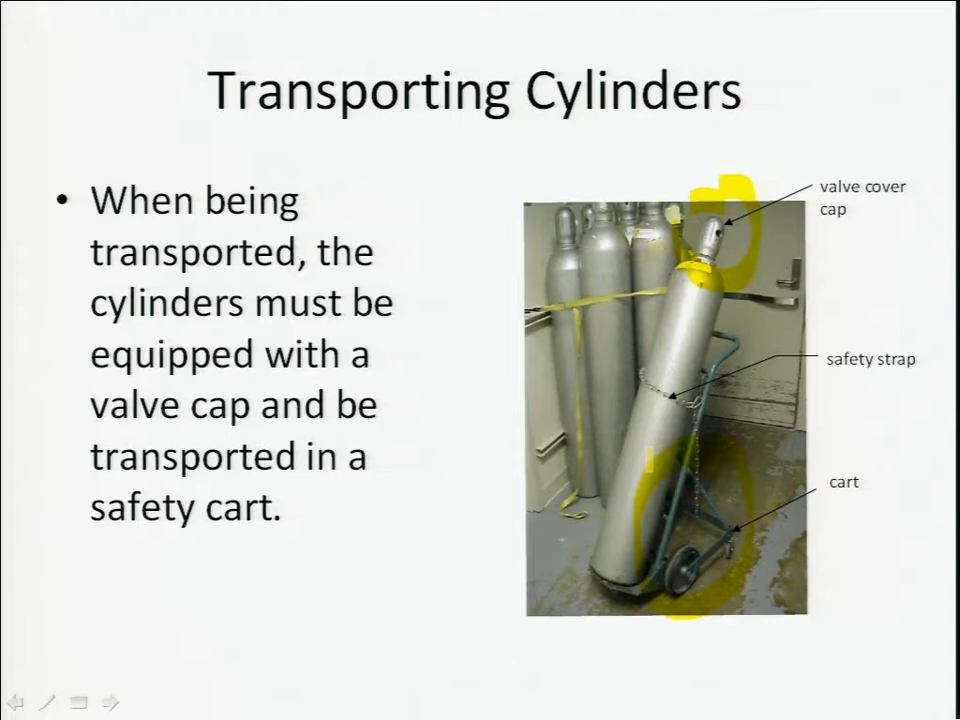 Transporting Cylinders
• When being
transported, the
cylinders must be
equipped with a
valve cap and be
transported in a
safety cart.
valve cover
cap
safety strap
cart